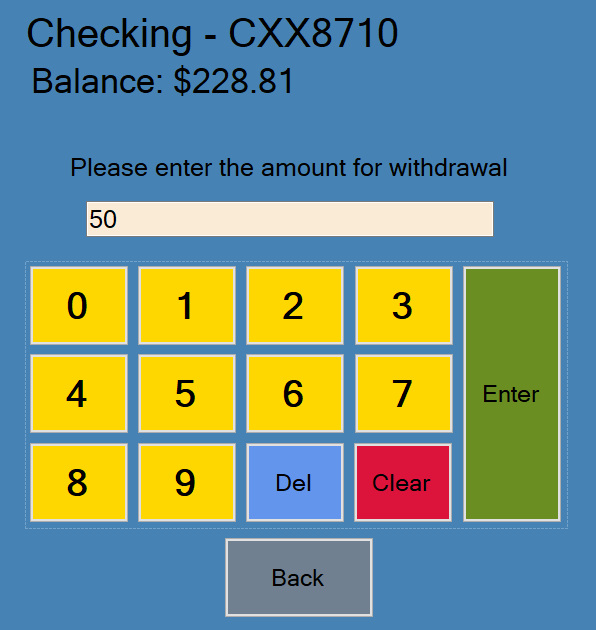 Checking - CXX8710
Balance: $228.81
Please enter the amount for withdrawal
50
0 1 2 3
4 5 6 7 Enter
8 9 Del Clear
Back